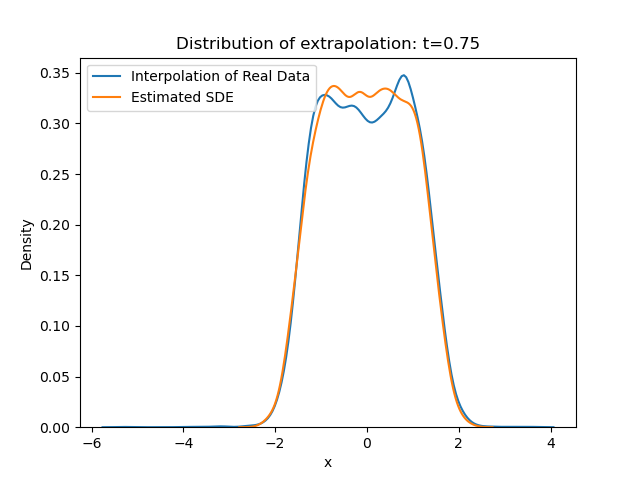 Distribution of extrapolation: t=0.75
Interpolation of Real Data
Estimated SDE
Density
0.35
0.30
0.25
0.20
0.15
0.10
0.05
0.00
−6
−4
−2
0
2
4
x